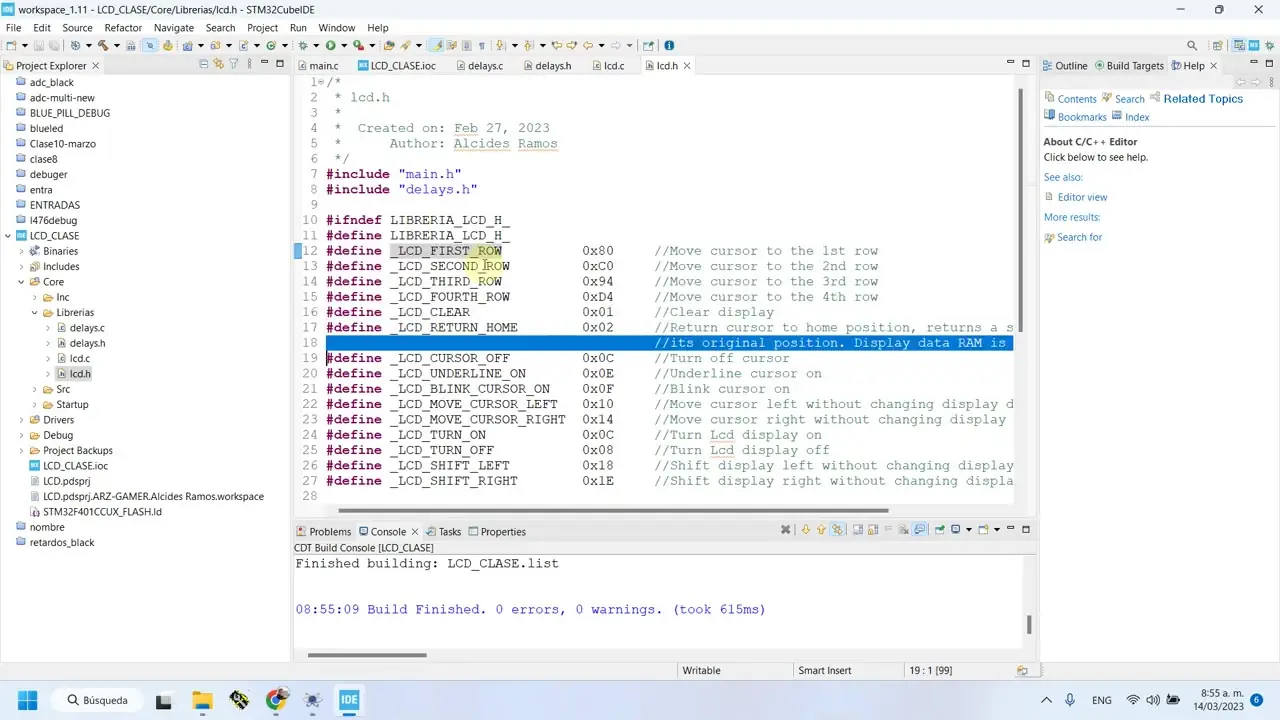 workspace_1.11 - LCD_CLASE/Core/Librerias/lcd.h - STM32CubeIDE
File Edit Source Refactor Navigate Search Project Run Window Help
Project Explorer
adc_black
adc-multi-new
BLUE_PILL_DEBUG
blueled
Clase10-marzo
clase8
debuger
entra
ENTRADAS
l476debug
LCD_CLASE
Binaries
Includes
Core
Inc
Librerias
delays.c
delays.h
lcd.c
lcd.h
Src
Startup
Drivers
Debug
Project Backups
LCD_CLASE.ioc
LCD.pdsprj
LCD.pdsprj.ARZ-GAMER.Alcides Ramos.workspace
STM32F401CCUX_FLASH.ld
nombre
retardos_black
main.c LCD_CLASE.ioc delays.c delays.h lcd.c lcd.h
1 /*
2 * lcd.h
3 *
4 * Created on: Feb 27, 2023
5 * Author: Alcides Ramos
6 */
7 #include "main.h"
8 #include "delays.h"
9
10 #ifndef LIBRERIA_LCD_H_
11 #define LIBRERIA_LCD_H_
12 #define _LCD_FIRST_ROW 0x80 //Move cursor to the 1st row
13 #define _LCD_SECOND_ROW 0xC0 //Move cursor to the 2nd row
14 #define _LCD_THIRD_ROW 0x94 //Move cursor to the 3rd row
15 #define _LCD_FOURTH_ROW 0xD4 //Move cursor to the 4th row
16 #define _LCD_CLEAR 0x01 //Clear display
17 #define _LCD_RETURN_HOME 0x02 //Return cursor to home position, returns a s
18 //its original position. Display data RAM is
19 #define _LCD_CURSOR_OFF 0x0C //Turn off cursor
20 #define _LCD_UNDERLINE_ON 0x0E //Underline cursor on
21 #define _LCD_BLINK_CURSOR_ON 0x0F //Blink cursor on
22 #define _LCD_MOVE_CURSOR_LEFT 0x10 //Move cursor left without changing display d
23 #define _LCD_MOVE_CURSOR_RIGHT 0x14 //Move cursor right without changing display
24 #define _LCD_TURN_ON 0x0C //Turn Lcd display on
25 #define _LCD_TURN_OFF 0x08 //Turn Lcd display off
26 #define _LCD_SHIFT_LEFT 0x18 //Shift display left without changing display
27 #define _LCD_SHIFT_RIGHT 0x1E //Shift display right without changing displa
28
Problems Console Tasks Properties
CDT Build Console [LCD_CLASE]
Finished building: LCD_CLASE.list
08:55:09 Build Finished. 0 errors, 0 warnings. (took 615ms)
Outline Build Targets Help
Contents Search Related Topics
Bookmarks Index
About C/C++ Editor
Click below to see help.
See also:
Editor view
More results:
Search for
Writable Smart Insert 19 : 1 [99]
Búsqueda
IDE
ENG
8:55 a. m.
14/03/2023
6